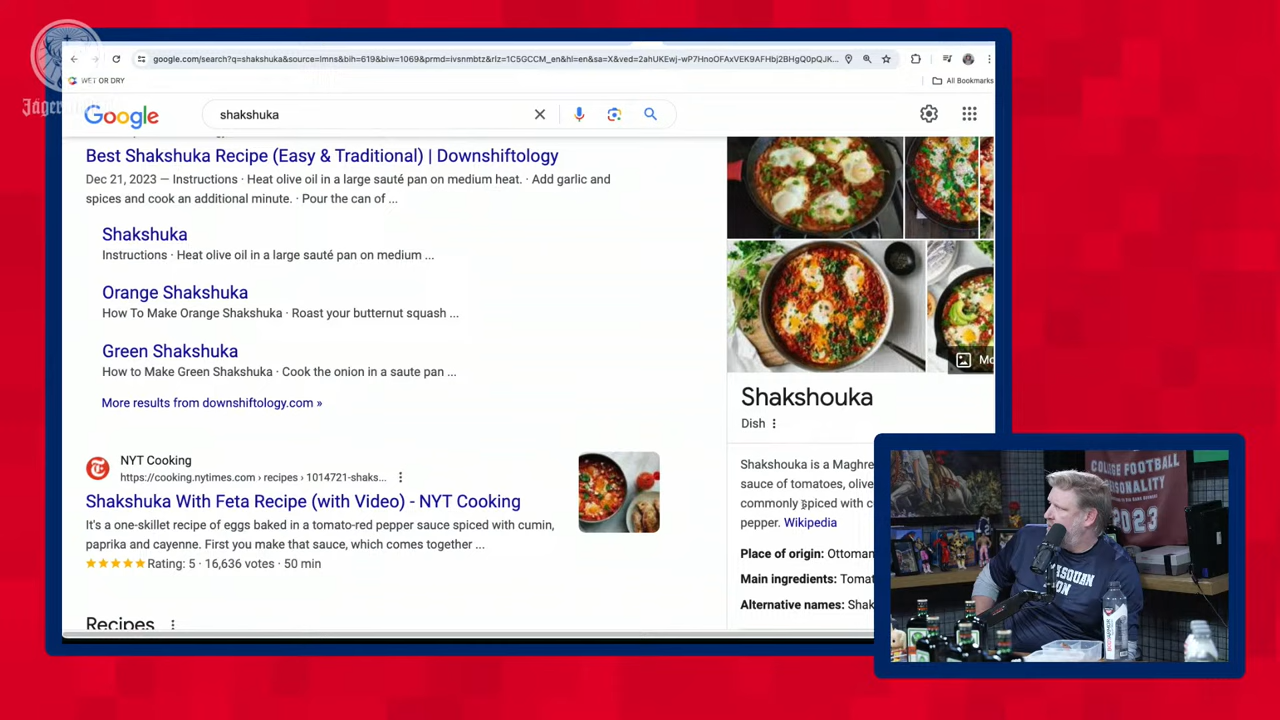 google.com/search?q=shakshuka&source=lmns&bih=619&biw=1069&prmd=ivsnmbtz&rlz=1C5GCCM_en&hl=en&sa=X&ved=2ahUKEwj-wP7HnoOFAxVEK9AFHbj2BHgQ0pQJK...
WET OR DRY
All Bookmarks
Jäger
Google
shakshuka
Best Shakshuka Recipe (Easy & Traditional) | Downshiftology
Dec 21, 2023 — Instructions · Heat olive oil in a large sauté pan on medium heat. · Add garlic and
spices and cook an additional minute. · Pour the can of ...
Shakshuka
Instructions · Heat olive oil in a large sauté pan on medium ...
Orange Shakshuka
How To Make Orange Shakshuka · Roast your butternut squash ...
Green Shakshuka
How to Make Green Shakshuka · Cook the onion in a saute pan ...
More results from downshiftology.com »
NYT Cooking
https://cooking.nytimes.com › recipes › 1014721-shaks...
Shakshuka With Feta Recipe (with Video) - NYT Cooking
It's a one-skillet recipe of eggs baked in a tomato-red pepper sauce spiced with cumin,
paprika and cayenne. First you make that sauce, which comes together ...
Rating: 5 · 16,636 votes · 50 min
Recipes
Mo
Shakshouka
Dish
Shakshouka is a Maghre
sauce of tomatoes, olive
commonly spiced with c
pepper. Wikipedia
Place of origin: Ottoman
Main ingredients: Tomat
Alternative names: Shak
COLLEGE FOOTBALL
PERSONALITY
2023
ASQUAN
BODYARMOR